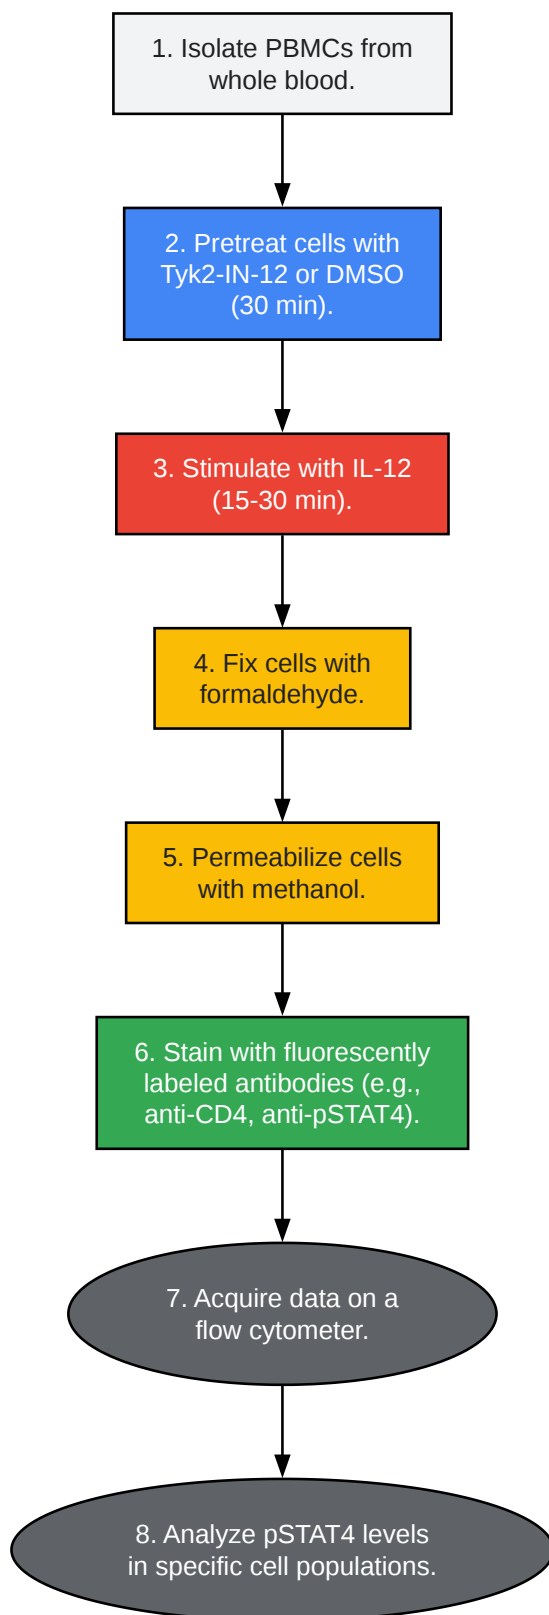 1. Isolate PBMCs from
whole blood.
2. Pretreat cells with
Tyk2-IN-12 or DMSO
(30 min).
3. Stimulate with IL-12
(15-30 min).
4. Fix cells with
formaldehyde.
5. Permeabilize cells
with methanol.
6. Stain with fluorescently
labeled antibodies (e.g.,
anti-CD4, anti-pSTAT4).
7. Acquire data on a
flow cytometer.
8. Analyze pSTAT4 levels
in specific cell populations.